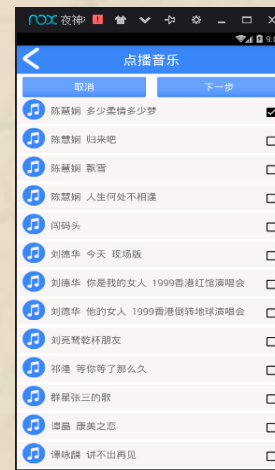 nox 夜神
9:0
点播音乐
取消 下一步
陈慧娴 多少柔情多少梦
陈慧娴 归来吧
陈慧娴 飘雪
陈慧娴 人生何处不相逢
闯码头
刘德华 今天 现场版
刘德华 你是我的女人 1999香港红馆演唱会
刘德华 他的女人 1999香港倒转地球演唱会
刘亮鹭乾杯朋友
祁隆 等你等了那么久
群星张三的歌
谭晶 康美之恋
谭咏麟 讲不出再见